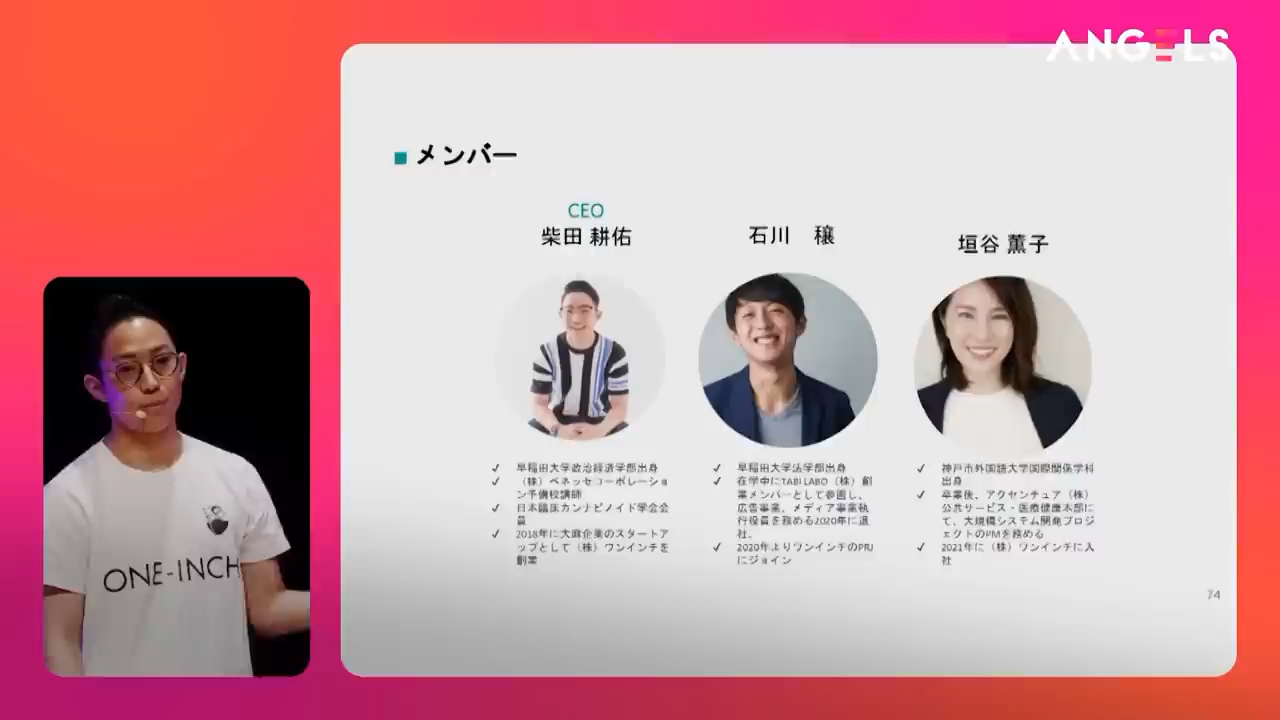 ANGELS
メンバー
CEO
柴田 耕佑
早稲田大学政治経済学部出身
（株）ベネッセコーポレーショ
ン予備校講師
日本臨床カンナビノイド学会会
員
2018年に大麻企業のスタートア
ップとして（株）ワンインチを
創業
石川　穣
早稲田大学法学部出身
在学中にTABI LABO（株）創
業メンバーとして参画し、
広告事業、メディア事業執
行役員を務める2020年に退
社。
2020年よりワンインチのPRJ
にジョイン
垣谷 薫子
神戸市外国語大学国際関係学科
出身
卒業後、アクセンチュア（株）
公共サービス・医療健康本部に
て、大規模システム開発プロジ
ェクトのPMを務める
2021年に（株）ワンインチに入
社
74
ONE-INCH